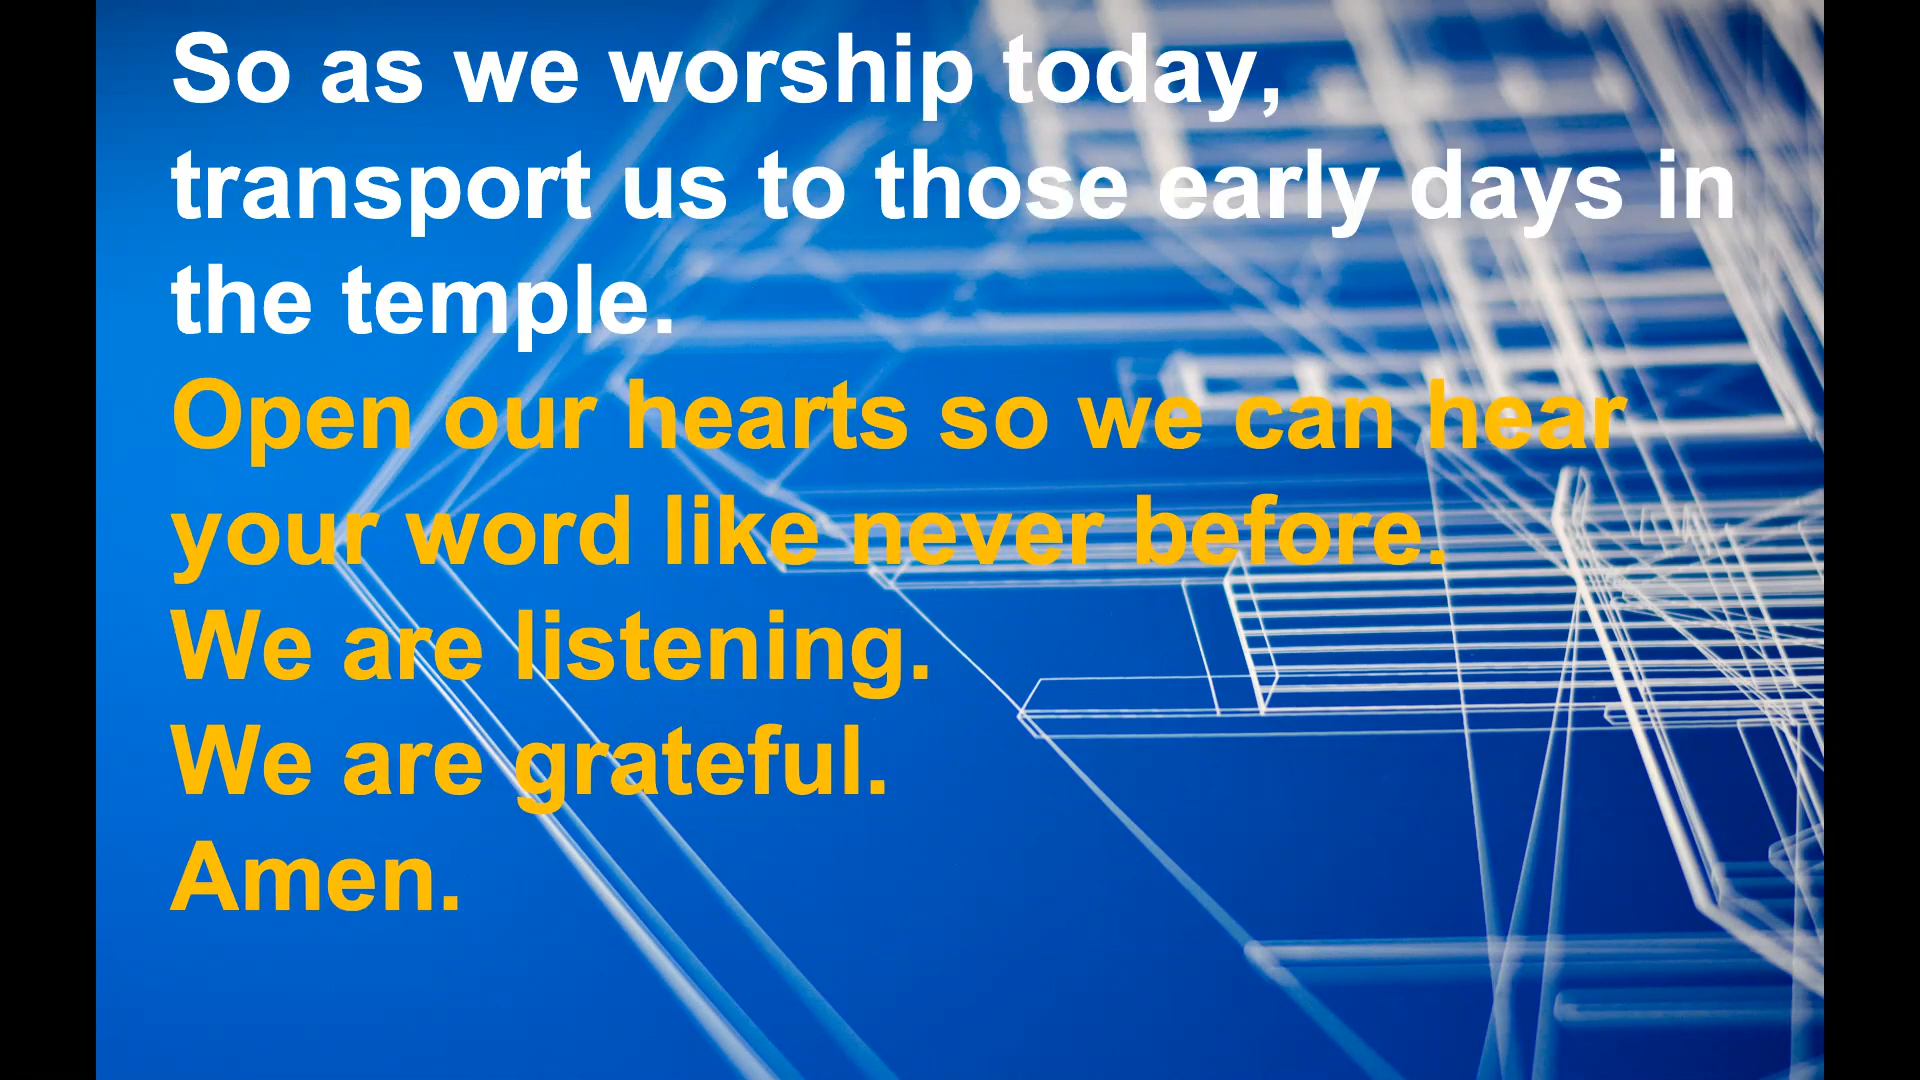 So as we worship today,
transport us to those early days in
the temple.
Open our hearts so we can hear
your word like never before.
We are listening.
We are grateful.
Amen.